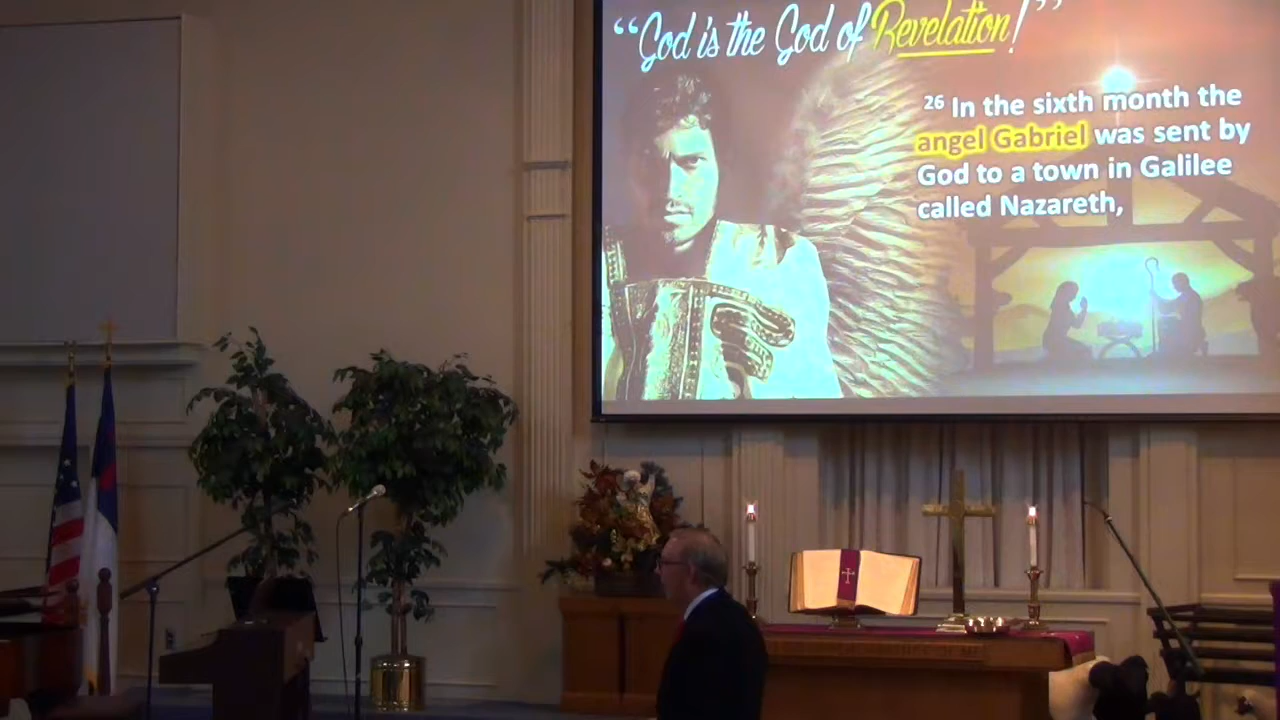 “God is the God of Revelation!”
26 In the sixth month the
angel Gabriel was sent by
God to a town in Galilee
called Nazareth,